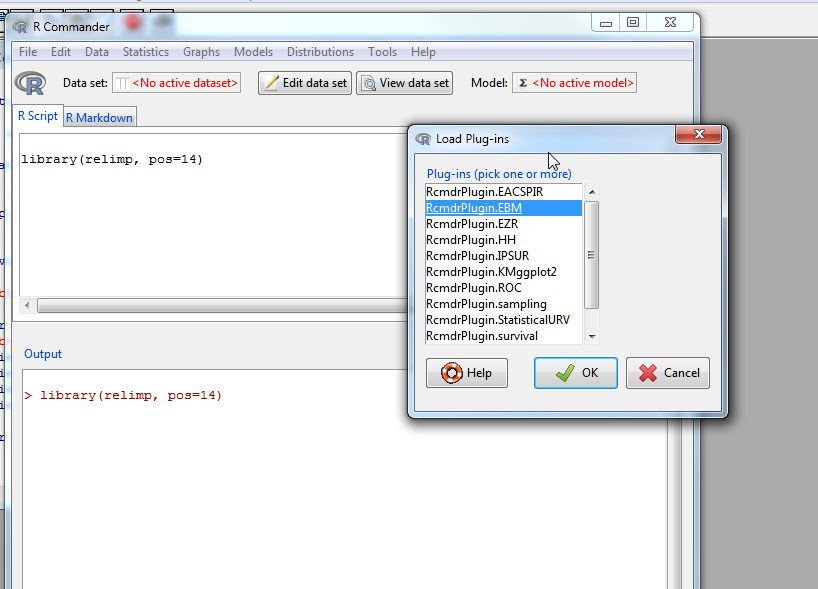 R Commander
File Edit Data Statistics Graphs Models Distributions Tools Help
Data set: <No active dataset> Edit data set View data set Model: Σ <No active model>
R Script R Markdown
library(relimp, pos=14)
Load Plug-ins
Plug-ins (pick one or more)
RcmdrPlugin.EACSPIR
RcmdrPlugin.EBM
RcmdrPlugin.EZR
RcmdrPlugin.HH
RcmdrPlugin.IPSUR
RcmdrPlugin.KMggplot2
RcmdrPlugin.ROC
RcmdrPlugin.sampling
RcmdrPlugin.StatisticalURV
RcmdrPlugin.survival
Help OK Cancel
Output
> library(relimp, pos=14)